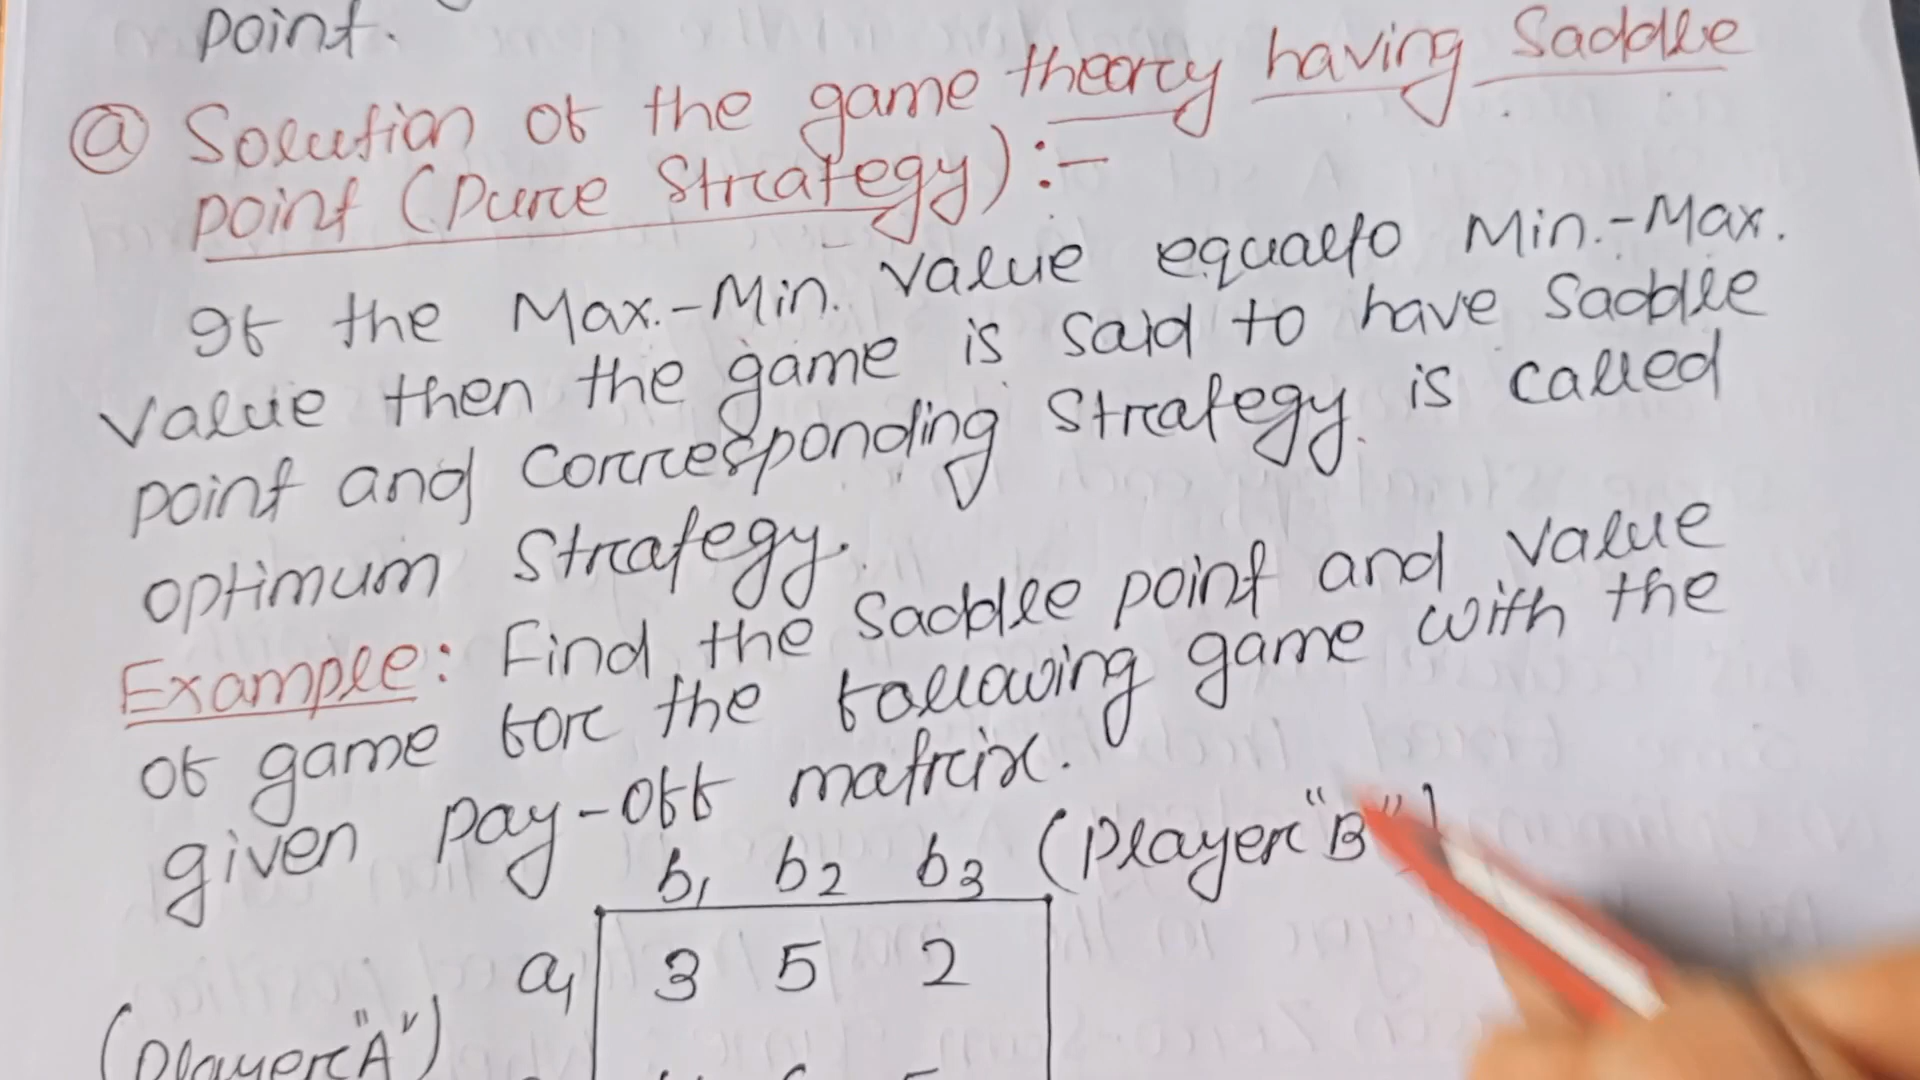 point.
ⓐ Solution of the game theory having Saddle
point (Pure Strategy) :-
If the Max.-Min. value equalto Min.-Max.
value then the game is said to have saddle
point and corresponding strategy is called
optimum strategy.
Example: Find the saddle point and value
of game for the following game with the
given pay-off matrix.
b1 b2 b3 (Player "B")
a1 3 5 2
(Player "A")